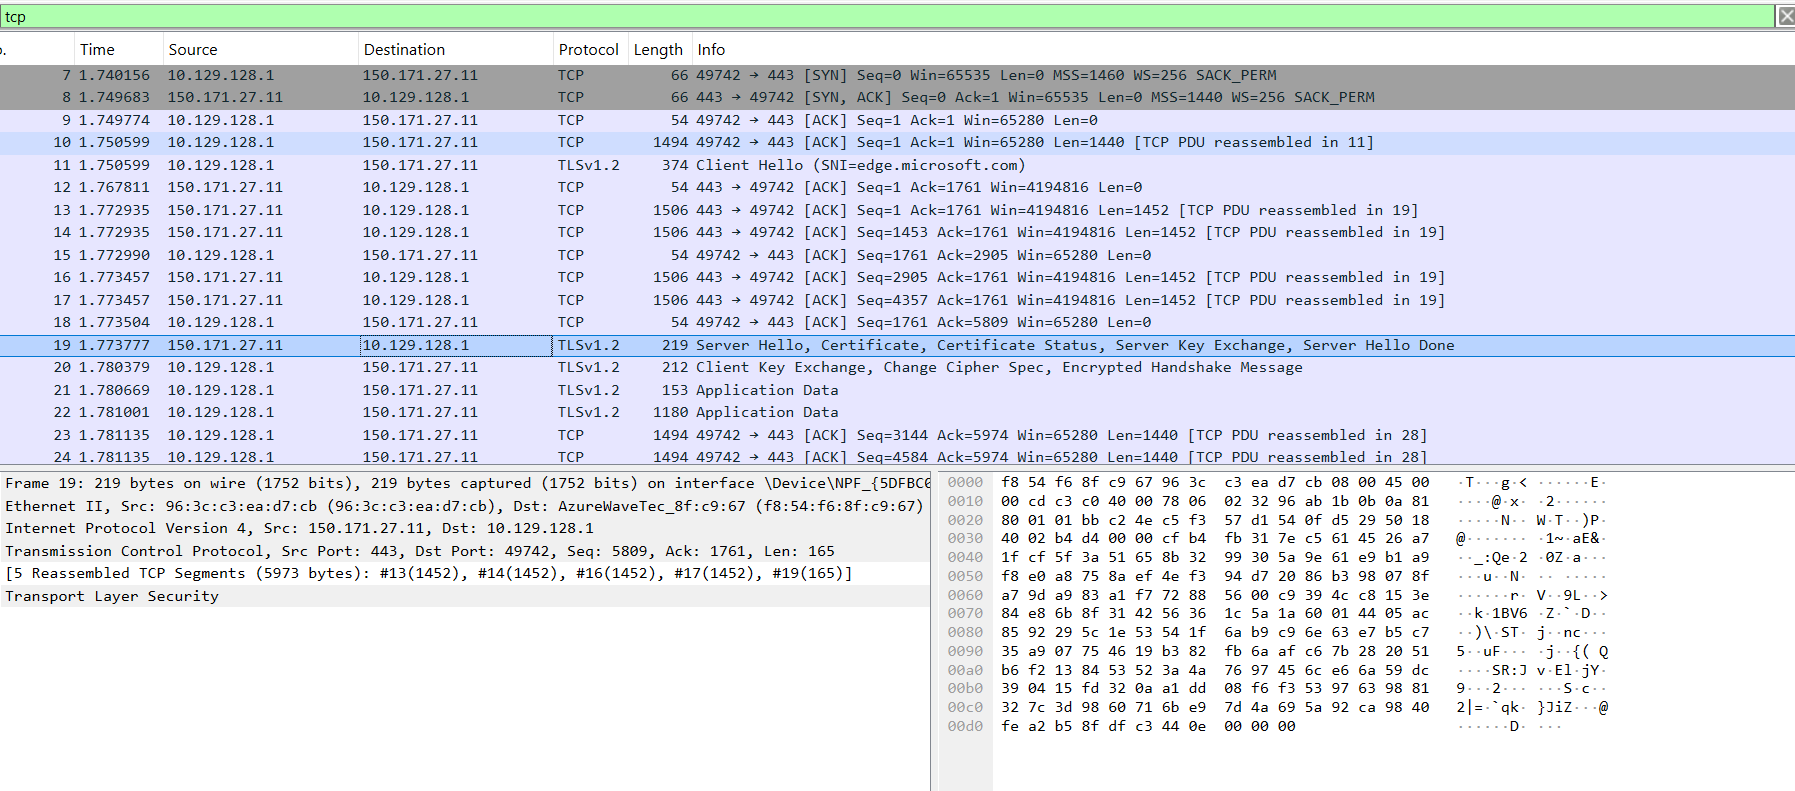 tcp
o. Time Source Destination Protocol Length Info
7 1.740156 10.129.128.1 150.171.27.11 TCP 66 49742 → 443 [SYN] Seq=0 Win=65535 Len=0 MSS=1460 WS=256 SACK_PERM
8 1.749683 150.171.27.11 10.129.128.1 TCP 66 443 → 49742 [SYN, ACK] Seq=0 Ack=1 Win=65535 Len=0 MSS=1440 WS=256 SACK_PERM
9 1.749774 10.129.128.1 150.171.27.11 TCP 54 49742 → 443 [ACK] Seq=1 Ack=1 Win=65280 Len=0
10 1.750599 10.129.128.1 150.171.27.11 TCP 1494 49742 → 443 [ACK] Seq=1 Ack=1 Win=65280 Len=1440 [TCP PDU reassembled in 11]
11 1.750599 10.129.128.1 150.171.27.11 TLSv1.2 374 Client Hello (SNI=edge.microsoft.com)
12 1.767811 150.171.27.11 10.129.128.1 TCP 54 443 → 49742 [ACK] Seq=1 Ack=1761 Win=4194816 Len=0
13 1.772935 150.171.27.11 10.129.128.1 TCP 1506 443 → 49742 [ACK] Seq=1 Ack=1761 Win=4194816 Len=1452 [TCP PDU reassembled in 19]
14 1.772935 150.171.27.11 10.129.128.1 TCP 1506 443 → 49742 [ACK] Seq=1453 Ack=1761 Win=4194816 Len=1452 [TCP PDU reassembled in 19]
15 1.772990 10.129.128.1 150.171.27.11 TCP 54 49742 → 443 [ACK] Seq=1761 Ack=2905 Win=65280 Len=0
16 1.773457 150.171.27.11 10.129.128.1 TCP 1506 443 → 49742 [ACK] Seq=2905 Ack=1761 Win=4194816 Len=1452 [TCP PDU reassembled in 19]
17 1.773457 150.171.27.11 10.129.128.1 TCP 1506 443 → 49742 [ACK] Seq=4357 Ack=1761 Win=4194816 Len=1452 [TCP PDU reassembled in 19]
18 1.773504 10.129.128.1 150.171.27.11 TCP 54 49742 → 443 [ACK] Seq=1761 Ack=5809 Win=65280 Len=0
19 1.773777 150.171.27.11 10.129.128.1 TLSv1.2 219 Server Hello, Certificate, Certificate Status, Server Key Exchange, Server Hello Done
20 1.780379 10.129.128.1 150.171.27.11 TLSv1.2 212 Client Key Exchange, Change Cipher Spec, Encrypted Handshake Message
21 1.780669 10.129.128.1 150.171.27.11 TLSv1.2 153 Application Data
22 1.781001 10.129.128.1 150.171.27.11 TLSv1.2 1180 Application Data
23 1.781135 10.129.128.1 150.171.27.11 TCP 1494 49742 → 443 [ACK] Seq=3144 Ack=5974 Win=65280 Len=1440 [TCP PDU reassembled in 28]
24 1.781135 10.129.128.1 150.171.27.11 TCP 1494 49742 → 443 [ACK] Seq=4584 Ack=5974 Win=65280 Len=1440 [TCP PDU reassembled in 28]
Frame 19: 219 bytes on wire (1752 bits), 219 bytes captured (1752 bits) on interface \Device\NPF_{5DFBC0
Ethernet II, Src: 96:3c:c3:ea:d7:cb (96:3c:c3:ea:d7:cb), Dst: AzureWaveTec_8f:c9:67 (f8:54:f6:8f:c9:67)
Internet Protocol Version 4, Src: 150.171.27.11, Dst: 10.129.128.1
Transmission Control Protocol, Src Port: 443, Dst Port: 49742, Seq: 5809, Ack: 1761, Len: 165
[5 Reassembled TCP Segments (5973 bytes): #13(1452), #14(1452), #16(1452), #17(1452), #19(165)]
Transport Layer Security
0000 f8 54 f6 8f c9 67 96 3c c3 ea d7 cb 08 00 45 00 ·T···g·< ······E·
0010 00 cd c3 c0 40 00 78 06 02 32 96 ab 1b 0b 0a 81 ····@·x· ·2······
0020 80 01 01 bb c2 4e c5 f3 57 d1 54 0f d5 29 50 18 ·····N·· W·T··)P·
0030 40 02 b4 d4 00 00 cf b4 fb 31 7e c5 61 45 26 a7 @······· ·1~·aE&·
0040 1f cf 5f 3a 51 65 8b 32 99 30 5a 9e 61 e9 b1 a9 ··_:Qe·2 ·0Z·a···
0050 f8 e0 a8 75 8a ef 4e f3 94 d7 20 86 b3 98 07 8f ···u··N· ·· ·····
0060 a7 9d a9 83 a1 f7 72 88 56 00 c9 39 4c c8 15 3e ······r· V··9L··>
0070 84 e8 6b 8f 31 42 56 36 1c 5a 1a 60 01 44 05 ac ··k·1BV6 ·Z·`·D··
0080 85 92 29 5c 1e 53 54 1f 6a b9 c9 6e 63 e7 b5 c7 ··)\·ST· j··nc···
0090 35 a9 07 75 46 19 b3 82 fb 6a af c6 7b 28 20 51 5··uF··· ·j··{( Q
00a0 b6 f2 13 84 53 52 3a 4a 76 97 45 6c e6 6a 59 dc ····SR:J v·El·jY·
00b0 39 04 15 fd 32 0a a1 dd 08 f6 f3 53 97 63 98 81 9···2··· ···S·c··
00c0 32 7c 3d 98 60 71 6b e9 7d 4a 69 5a 92 ca 98 40 2|=·`qk· }JiZ···@
00d0 fe a2 b5 8f df c3 44 0e 00 00 00 ······D· ···